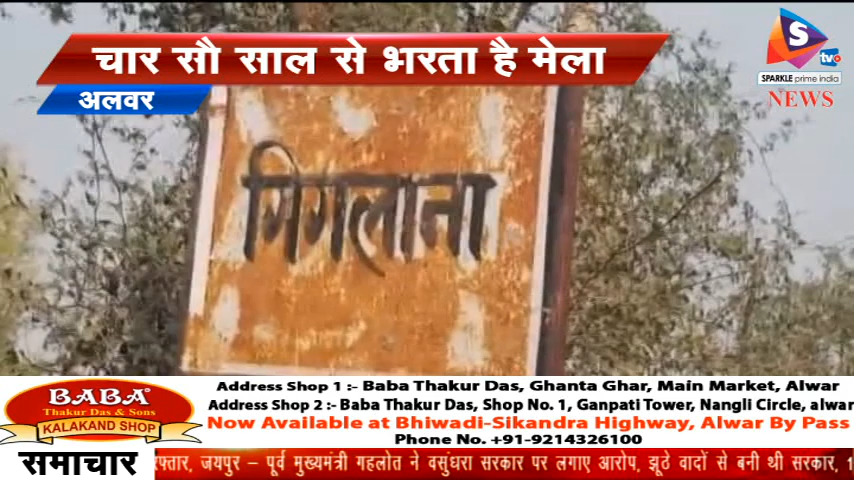 चार सौ साल से भरता है मेला
अलवर
S
tv
SPARKLE prime india
NEWS
गिगलाना
BABA
Thakur Das & Sons
KALAKAND SHOP
Address Shop 1 :- Baba Thakur Das, Ghanta Ghar, Main Market, Alwar
Address Shop 2 :- Baba Thakur Das, Shop No. 1, Ganpati Tower, Nangli Circle, alwar
Now Available at Bhiwadi-Sikandra Highway, Alwar By Pass
Phone No. +91-9214326100
समाचार
रफ्तार, जयपुर – पूर्व मुख्यमंत्री गहलोत ने वसुंधरा सरकार पर लगाए आरोप, झूठे वादों से बनी थी सरकार, 1